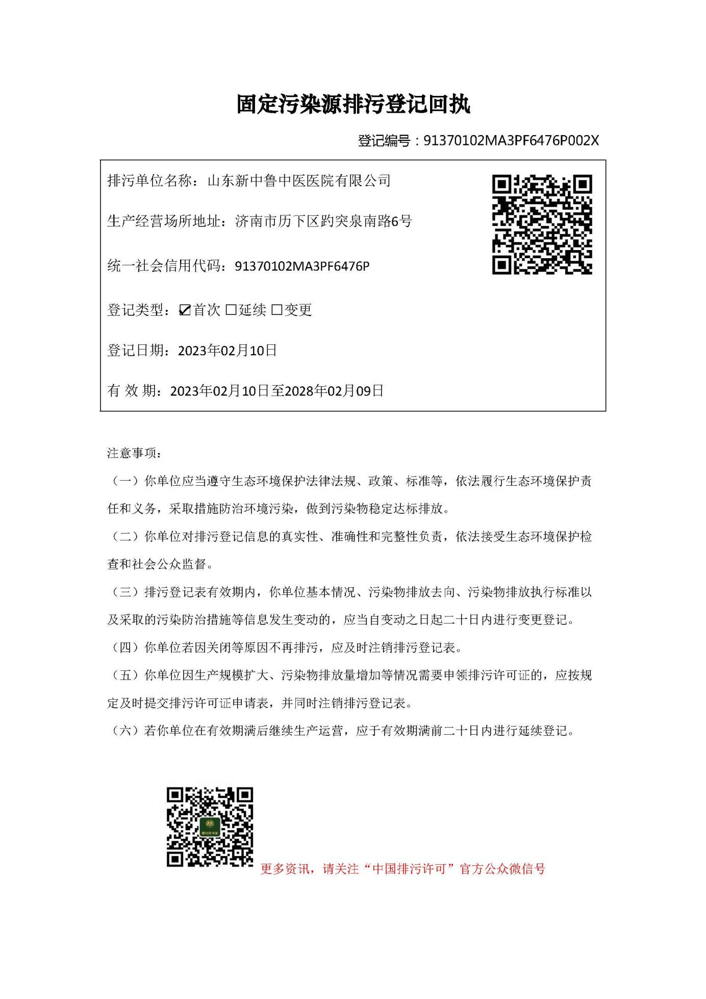 固定污染源排污登记回执
登记编号：91370102MA3PF6476P002X
排污单位名称：山东新中鲁中医医院有限公司
生产经营场所地址：济南市历下区趵突泉南路6号
统一社会信用代码：91370102MA3PF6476P
登记类型：☑首次 □延续 □变更
登记日期：2023年02月10日
有 效 期：2023年02月10日至2028年02月09日
注意事项：
（一）你单位应当遵守生态环境保护法律法规、政策、标准等，依法履行生态环境保护责
任和义务，采取措施防治环境污染，做到污染物稳定达标排放。
（二）你单位对排污登记信息的真实性、准确性和完整性负责，依法接受生态环境保护检
查和社会公众监督。
（三）排污登记表有效期内，你单位基本情况、污染物排放去向、污染物排放执行标准以
及采取的污染防治措施等信息发生变动的，应当自变动之日起二十日内进行变更登记。
（四）你单位若因关闭等原因不再排污，应及时注销排污登记表。
（五）你单位因生产规模扩大、污染物排放量增加等情况需要申领排污许可证的，应按规
定及时提交排污许可证申请表，并同时注销排污登记表。
（六）若你单位在有效期满后继续生产运营，应于有效期满前二十日内进行延续登记。
排污许可证
更多资讯，请关注“中国排污许可”官方公众微信号